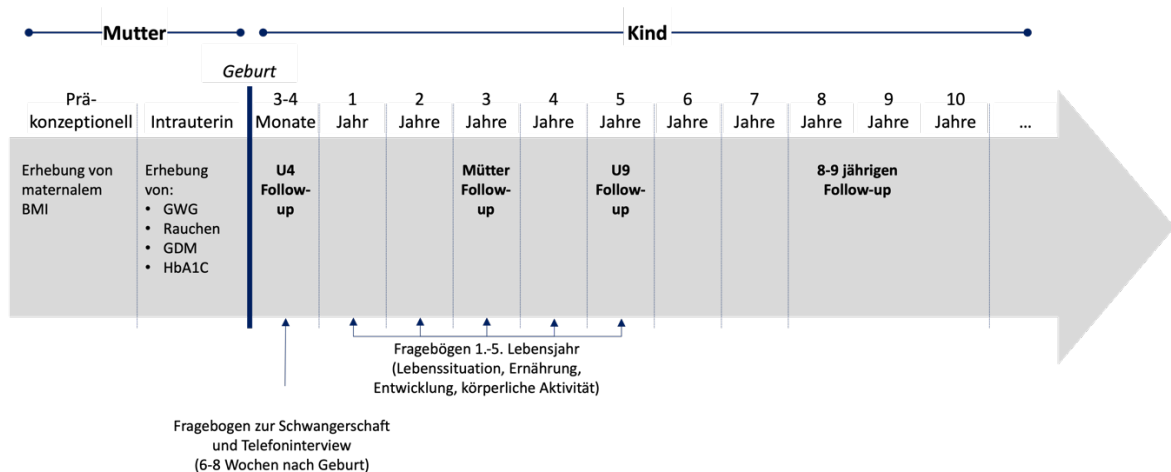 Mutter
Kind
Geburt
Prä-
konzeptionell
Intrauterin
3-4
Monate
1
Jahr
2
Jahre
3
Jahre
4
Jahre
5
Jahre
6
Jahre
7
Jahre
8
Jahre
9
Jahre
10
Jahre
...
Erhebung von
maternalem
BMI
Erhebung
von:
• GWG
• Rauchen
• GDM
• HbA1C
U4
Follow-
up
Mütter
Follow-
up
U9
Follow-
up
8-9 jährigen
Follow-up
Fragebögen 1.-5. Lebensjahr
(Lebenssituation, Ernährung,
Entwicklung, körperliche Aktivität)
Fragebogen zur Schwangerschaft
und Telefoninterview
(6-8 Wochen nach Geburt)